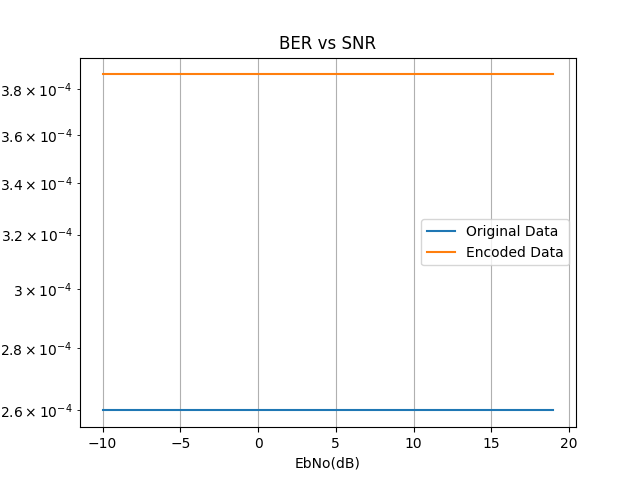 BER vs SNR
3.8 × 10⁻⁴
3.6 × 10⁻⁴
3.4 × 10⁻⁴
3.2 × 10⁻⁴
3 × 10⁻⁴
2.8 × 10⁻⁴
2.6 × 10⁻⁴
Original Data
Encoded Data
−10 −5 0 5 10 15 20
EbNo(dB)